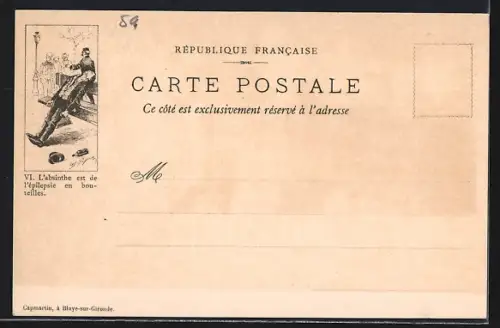 59
RÉPUBLIQUE FRANÇAISE
CARTE POSTALE
Ce côté est exclusivement réservé à l'adresse
M
VI. L'absinthe est de
l'épilepsie en bou-
teilles.
Capmartin, à Blaye-sur-Gironde.